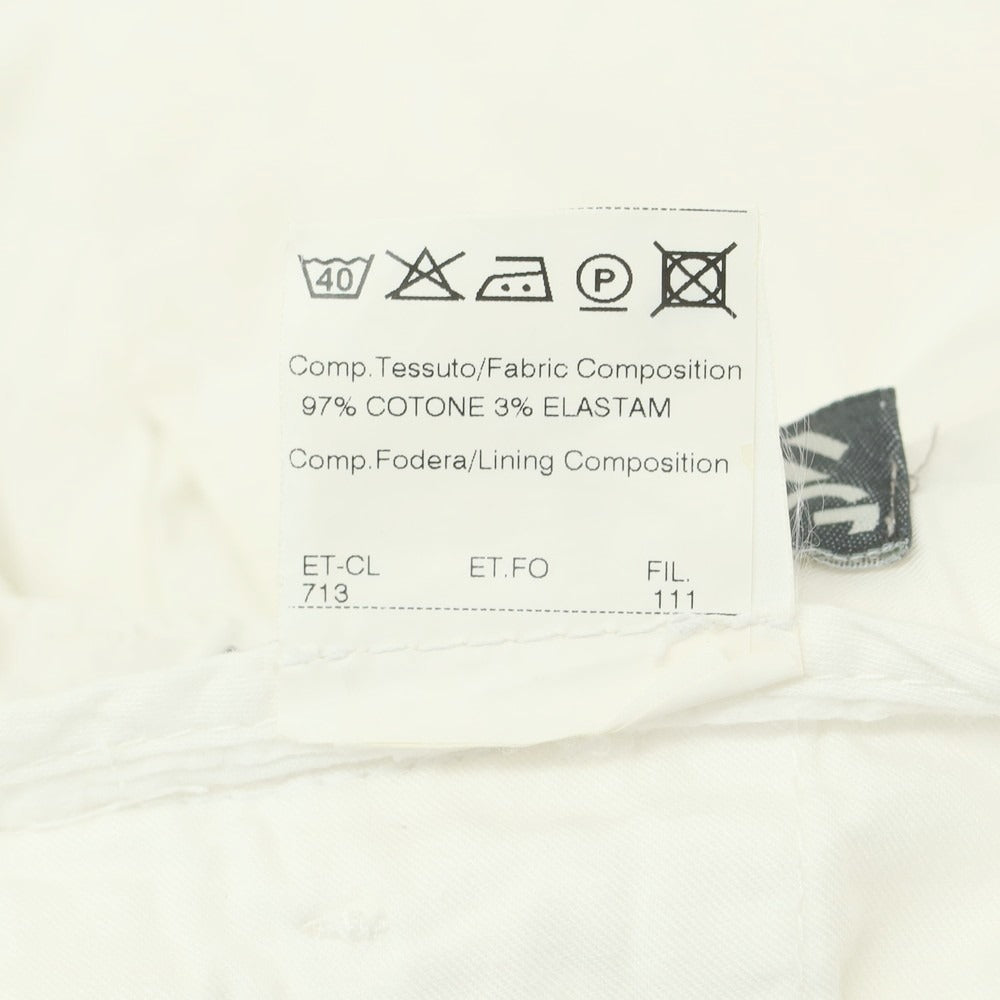 40
P
Comp.Tessuto/Fabric Composition
97% COTONE 3% ELASTAM
Comp.Fodera/Lining Composition
ET-CL ET.FO FIL.
713 111